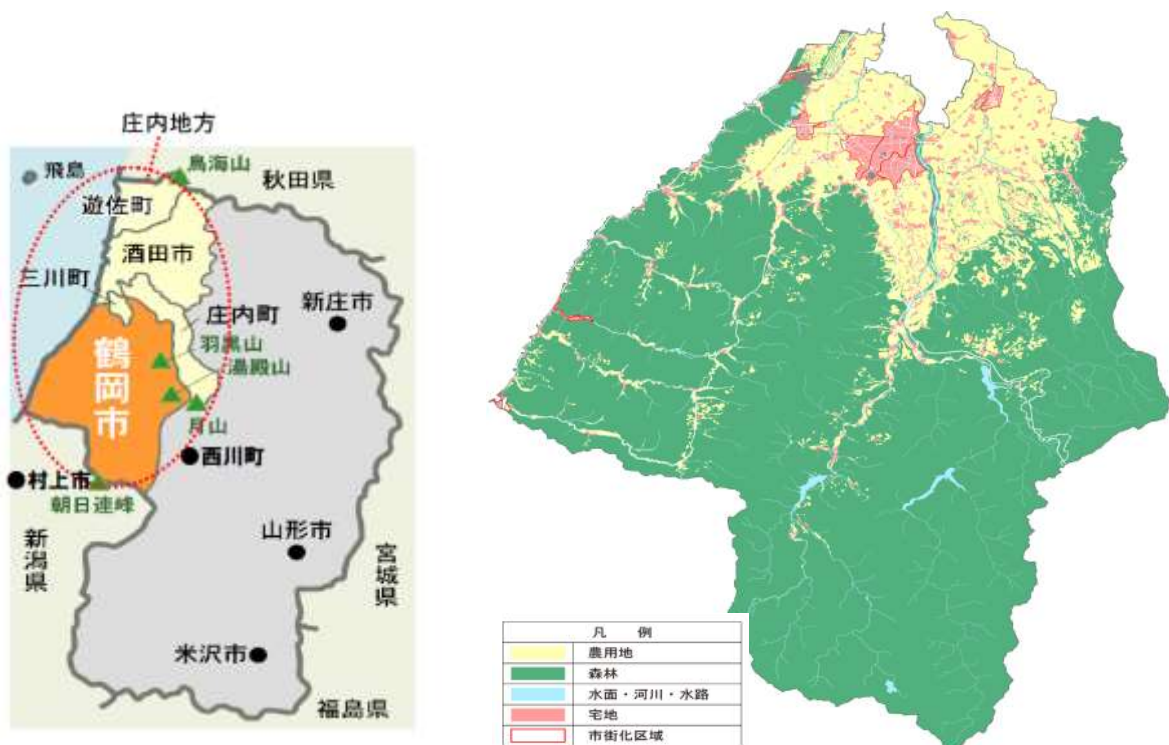 庄内地方
飛島
鳥海山
秋田県
遊佐町
酒田市
三川町
庄内町
新庄市
羽黒山
湯殿山
鶴岡市
月山
西川町
村上市
朝日連峰
新潟県
山形市
宮城県
米沢市
福島県
凡 例
農用地
森林
水面・河川・水路
宅地
市街化区域